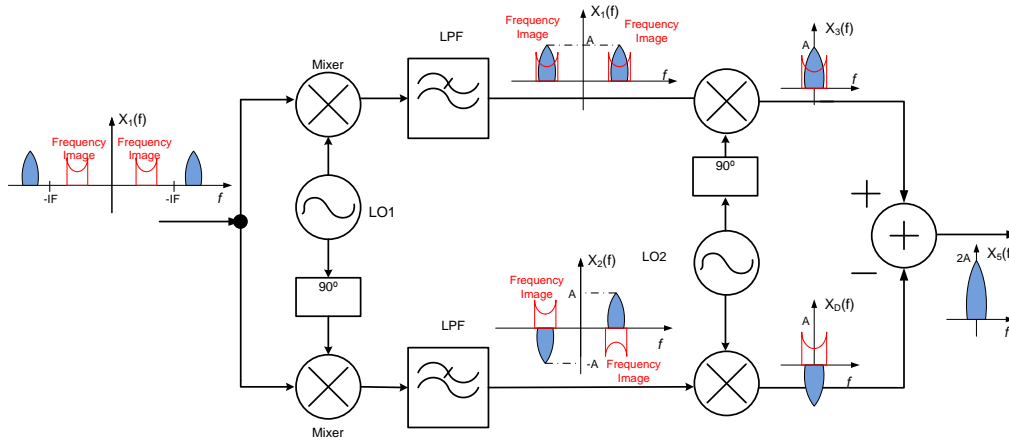 X₁(f)
Frequency Image
Frequency Image
-IF
-IF
f
Mixer
LPF
LO1
90º
Mixer
LPF
Frequency Image
X₁(f)
Frequency Image
A
f
X₂(f)
Frequency Image
A
f
-A
Frequency Image
90º
LO2
X₃(f)
A
f
X_D(f)
A
f
+
+
−
2A
X₅(f)
f